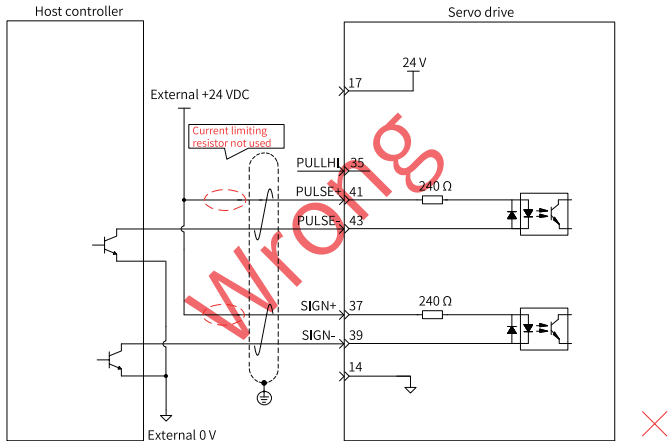 Host controller
Servo drive
24 V
17
External +24 VDC
Current limiting
resistor not used
PULLHI
35
PULSE+
41
240 Ω
PULSE-
43
Wrong
SIGN+
37
240 Ω
SIGN-
39
14
External 0 V